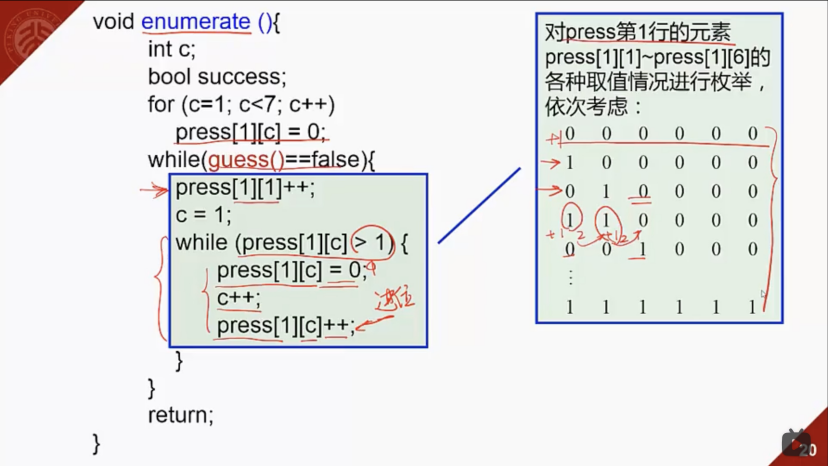 void enumerate (){
int c;
bool success;
for (c=1; c<7; c++)
press[1][c] = 0;
while(guess()==false){
press[1][1]++;
c = 1;
while (press[1][c] > 1) {
press[1][c] = 0;
c++;
进位
press[1][c]++;
}
}
return;
}
对press第1行的元素
press[1][1]~press[1][6]的
各种取值情况进行枚举，
依次考虑：
+1
0 0 0 0 0 0
1 0 0 0 0 0
0 1 0 0 0 0
1 1 0 0 0 0
+1 2 +1 2
0 0 1 0 0 0
⋮
1 1 1 1 1 1
20